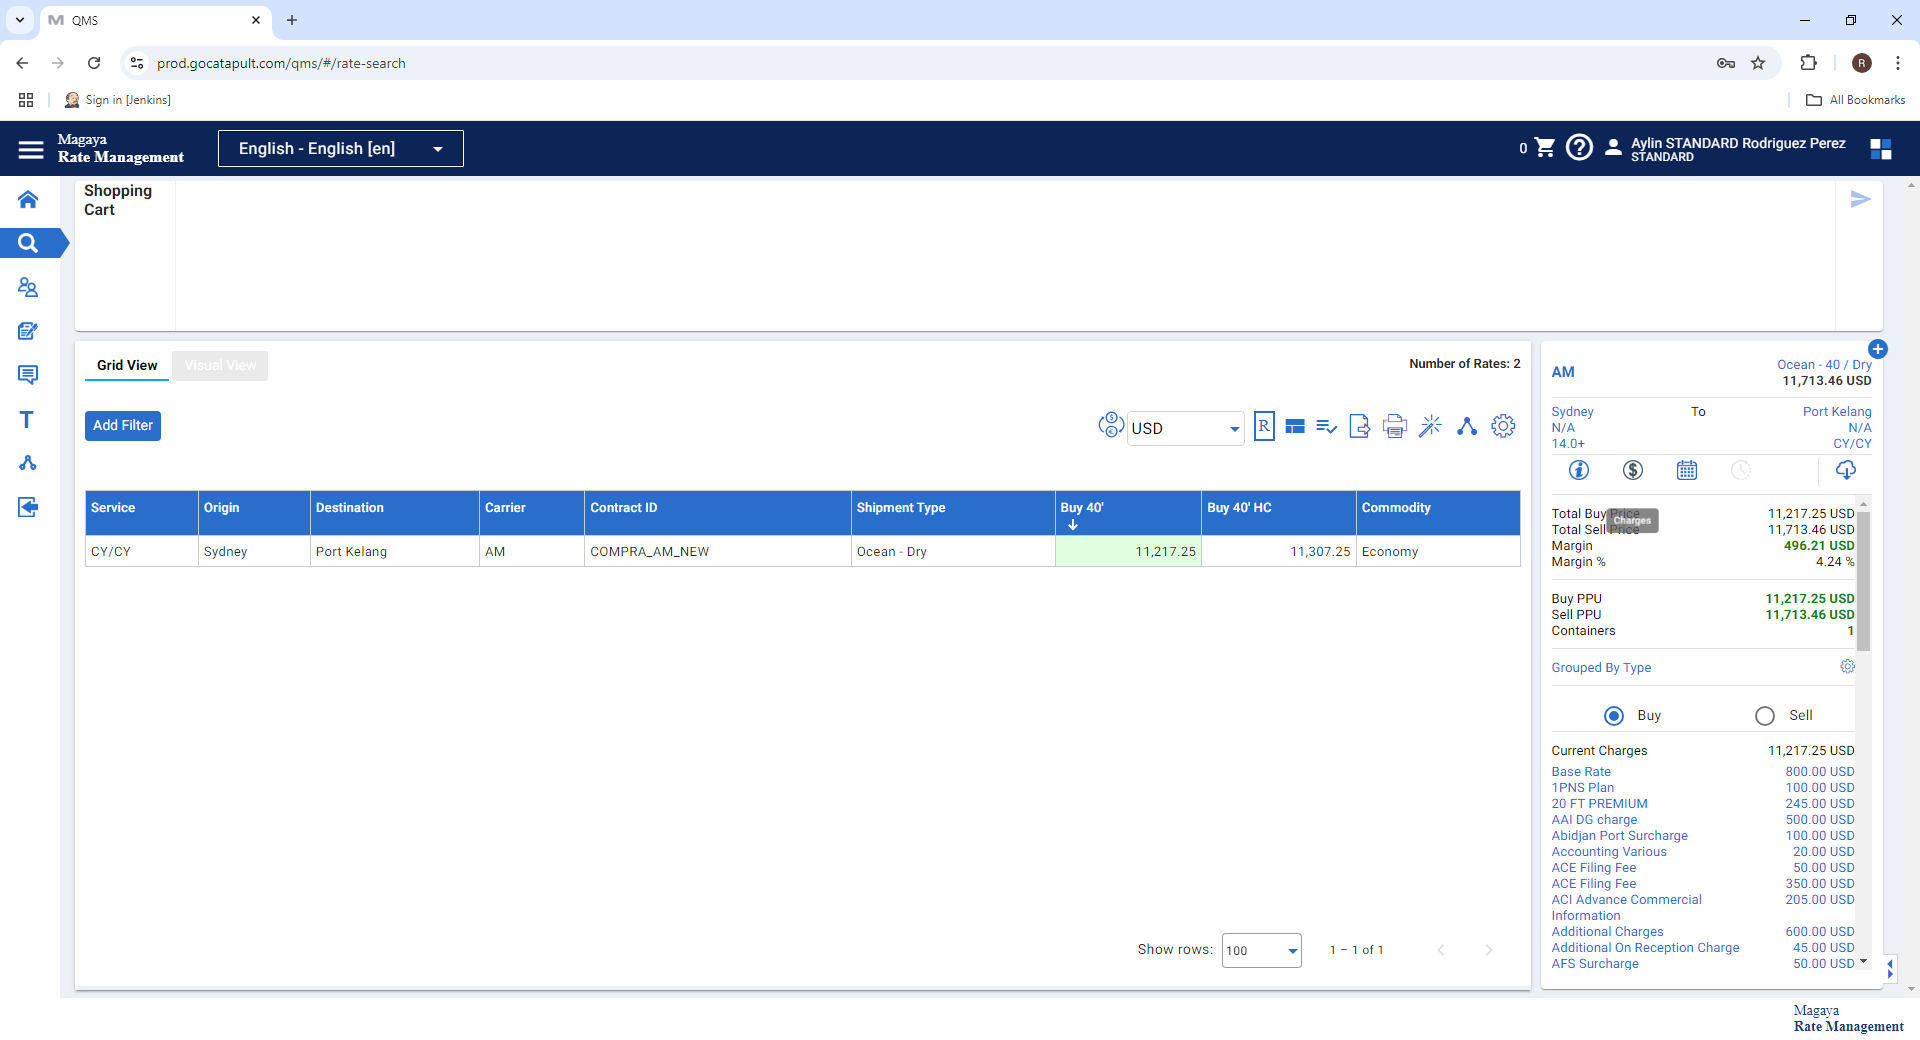 QMS
prod.gocatapult.com/qms/#/rate-search
R
Sign in [Jenkins]
All Bookmarks
Magaya
Rate Management
English - English [en]
0
Aylin STANDARD Rodriguez Perez
STANDARD
Shopping
Cart
Grid View
Visual View
Number of Rates: 2
Add Filter
USD
R
Service
Origin
Destination
Carrier
Contract ID
Shipment Type
Buy 40'
Buy 40' HC
Commodity
CY/CY
Sydney
Port Kelang
AM
COMPRA_AM_NEW
Ocean - Dry
11,217.25
11,307.25
Economy
Show rows:
100
1 – 1 of 1
AM
Ocean - 40 / Dry
11,713.46 USD
Sydney
To
Port Kelang
N/A
N/A
14.0+
CY/CY
Total Buy Price
11,217.25 USD
Charges
Total Sell Price
11,713.46 USD
Margin
496.21 USD
Margin %
4.24 %
Buy PPU
11,217.25 USD
Sell PPU
11,713.46 USD
Containers
1
Grouped By Type
Buy
Sell
Current Charges
11,217.25 USD
Base Rate
800.00 USD
1PNS Plan
100.00 USD
20 FT PREMIUM
245.00 USD
AAI DG charge
500.00 USD
Abidjan Port Surcharge
100.00 USD
Accounting Various
20.00 USD
ACE Filing Fee
50.00 USD
ACE Filing Fee
350.00 USD
ACI Advance Commercial
205.00 USD
Information
Additional Charges
600.00 USD
Additional On Reception Charge
45.00 USD
AFS Surcharge
50.00 USD
T
Magaya
Rate Management